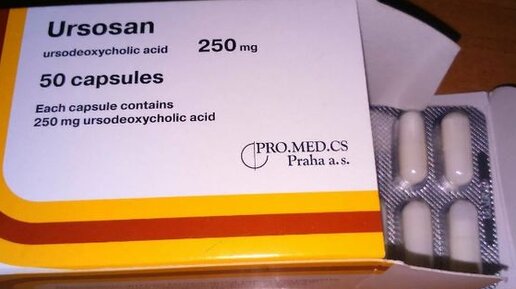 Ursosan
ursodeoxycholic acid 250 mg
50 capsules
Each capsule contains
250 mg ursodeoxycholic acid
PRO.MED.CS
Praha a.s.